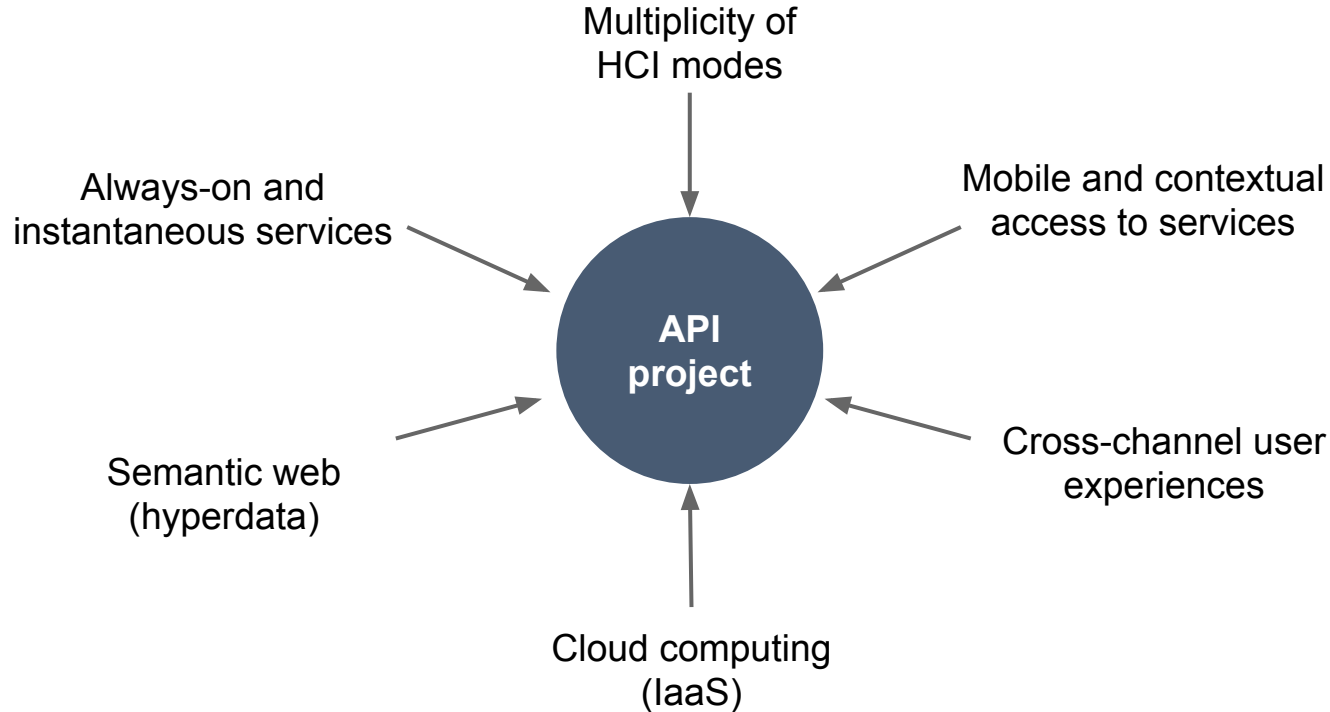 Multiplicity of
HCI modes
Always-on and
instantaneous services
Mobile and contextual
access to services
API
project
Semantic web
(hyperdata)
Cross-channel user
experiences
Cloud computing
(IaaS)